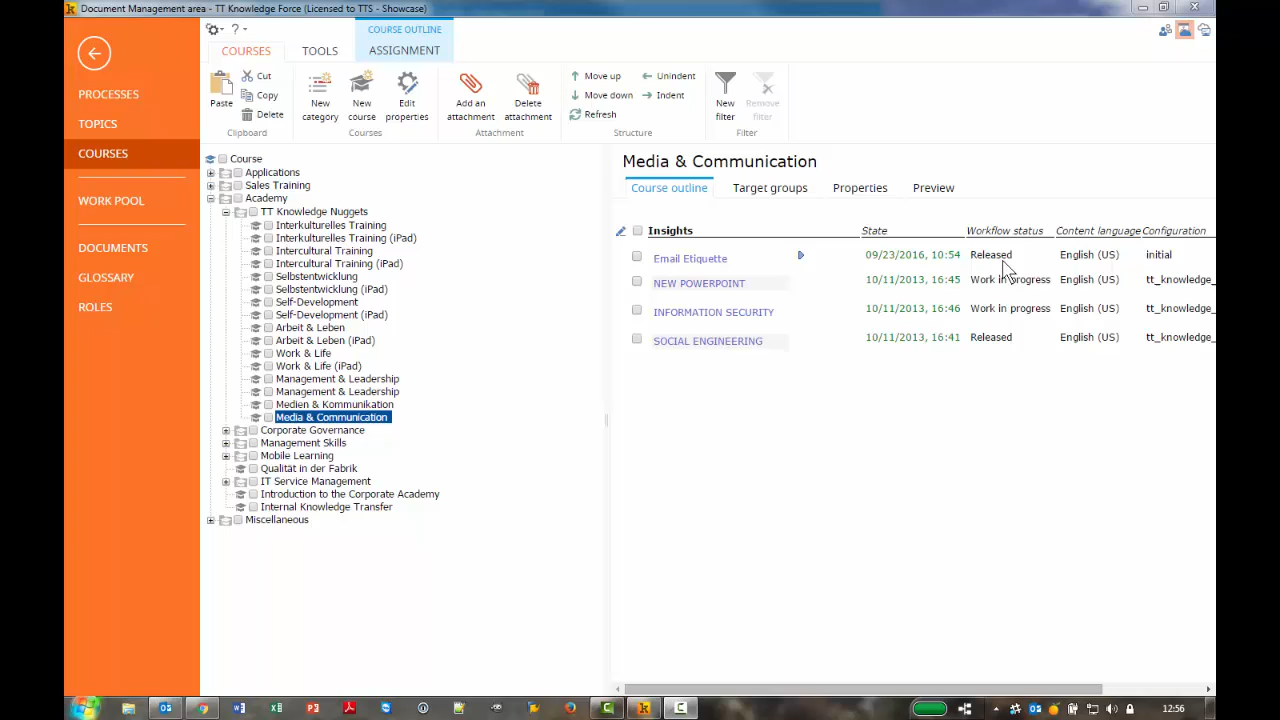 Document Management area - TT Knowledge Force (Licensed to TTS - Showcase)
PROCESSES
TOPICS
COURSES
WORK POOL
DOCUMENTS
GLOSSARY
ROLES
?
COURSE OUTLINE
COURSES TOOLS ASSIGNMENT
Paste
Cut
Copy
Delete
Clipboard
New category
New course
Edit properties
Courses
Add an attachment
Delete attachment
Attachment
Move up
Unindent
Move down
Indent
Refresh
Structure
New filter
Remove filter
Filter
Course
Applications
Sales Training
Academy
TT Knowledge Nuggets
Interkulturelles Training
Interkulturelles Training (iPad)
Intercultural Training
Intercultural Training (iPad)
Selbstentwicklung
Selbstentwicklung (iPad)
Self-Development
Self-Development (iPad)
Arbeit & Leben
Arbeit & Leben (iPad)
Work & Life
Work & Life (iPad)
Management & Leadership
Management & Leadership
Medien & Kommunikation
Media & Communication
Corporate Governance
Management Skills
Mobile Learning
Qualität in der Fabrik
IT Service Management
Introduction to the Corporate Academy
Internal Knowledge Transfer
Miscellaneous
Media & Communication
Course outline Target groups Properties Preview
Insights State Workflow status Content language Configuration
Email Etiquette 09/23/2016, 10:54 Released English (US) initial
NEW POWERPOINT 10/11/2013, 16:45 Work in progress English (US) tt_knowledge_
INFORMATION SECURITY 10/11/2013, 16:46 Work in progress English (US) tt_knowledge_
SOCIAL ENGINEERING 10/11/2013, 16:41 Released English (US) tt_knowledge_
12:56